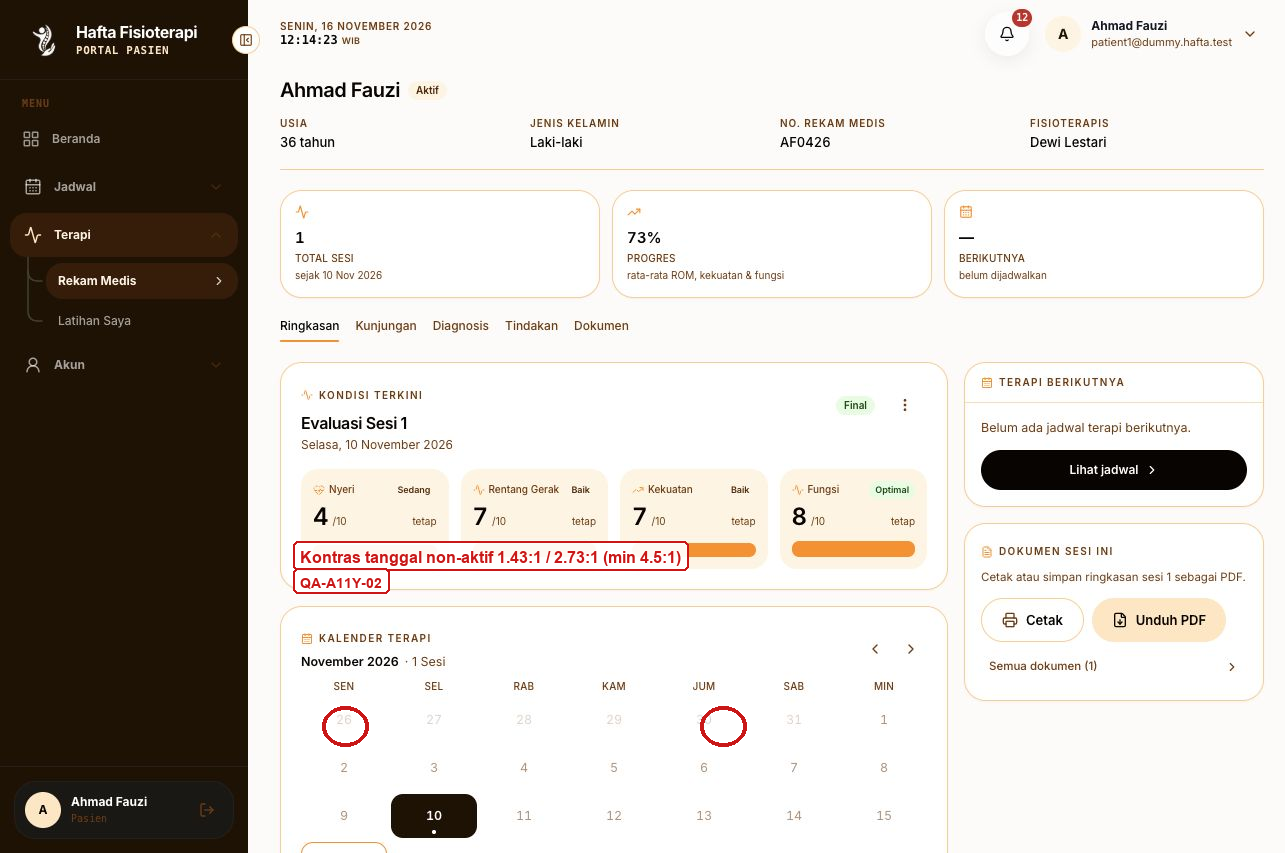 Hafta Fisioterapi
PORTAL PASIEN
MENU
Beranda
Jadwal
Terapi
Rekam Medis
Latihan Saya
Akun
A
Ahmad Fauzi
Pasien
SENIN, 16 NOVEMBER 2026
12:14:23 WIB
12
A
Ahmad Fauzi
patient1@dummy.hafta.test
Ahmad Fauzi Aktif
USIA
36 tahun
JENIS KELAMIN
Laki-laki
NO. REKAM MEDIS
AF0426
FISIOTERAPIS
Dewi Lestari
1
TOTAL SESI
sejak 10 Nov 2026
73%
PROGRES
rata-rata ROM, kekuatan & fungsi
—
BERIKUTNYA
belum dijadwalkan
Ringkasan Kunjungan Diagnosis Tindakan Dokumen
KONDISI TERKINI
Evaluasi Sesi 1
Selasa, 10 November 2026
Final
Nyeri Sedang
4 /10 tetap
Rentang Gerak Baik
7 /10 tetap
Kekuatan Baik
7 /10 tetap
Fungsi Optimal
8 /10 tetap
Kontras tanggal non-aktif 1.43:1 / 2.73:1 (min 4.5:1)
QA-A11Y-02
KALENDER TERAPI
November 2026 · 1 Sesi
SEN SEL RAB KAM JUM SAB MIN
26 27 28 29 30 31 1
2 3 4 5 6 7 8
9 10 11 12 13 14 15
TERAPI BERIKUTNYA
Belum ada jadwal terapi berikutnya.
Lihat jadwal
DOKUMEN SESI INI
Cetak atau simpan ringkasan sesi 1 sebagai PDF.
Cetak
Unduh PDF
Semua dokumen (1)